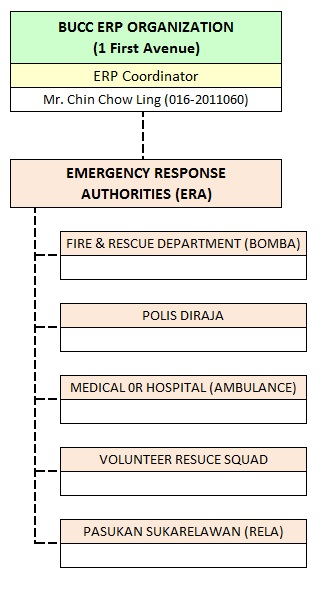 BUCC ERP ORGANIZATION
(1 First Avenue)
ERP Coordinator
Mr. Chin Chow Ling (016-2011060)
EMERGENCY RESPONSE
AUTHORITIES (ERA)
FIRE & RESCUE DEPARTMENT (BOMBA)
POLIS DIRAJA
MEDICAL 0R HOSPITAL (AMBULANCE)
VOLUNTEER RESUCE SQUAD
PASUKAN SUKARELAWAN (RELA)